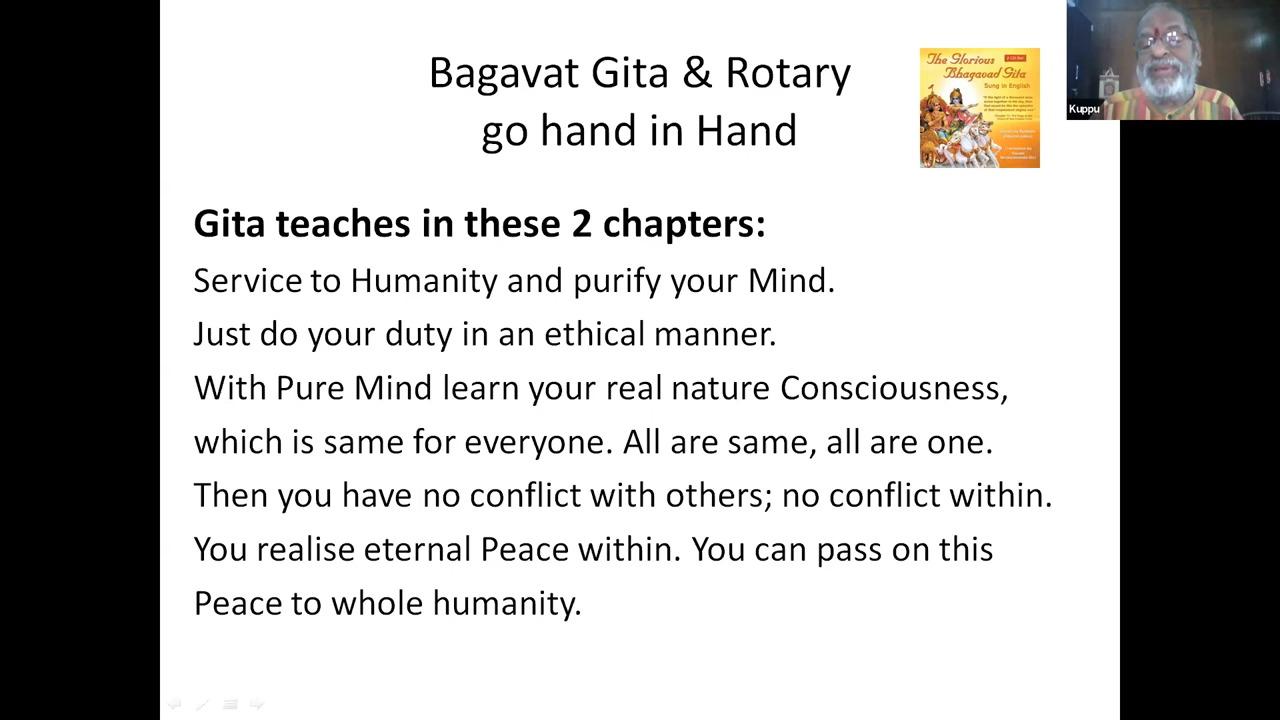 Bagavat Gita & Rotary
go hand in Hand
The Glorious
Bhagavad Gita
Sung in English
Kuppu
Gita teaches in these 2 chapters:
Service to Humanity and purify your Mind.
Just do your duty in an ethical manner.
With Pure Mind learn your real nature Consciousness,
which is same for everyone. All are same, all are one.
Then you have no conflict with others; no conflict within.
You realise eternal Peace within. You can pass on this
Peace to whole humanity.